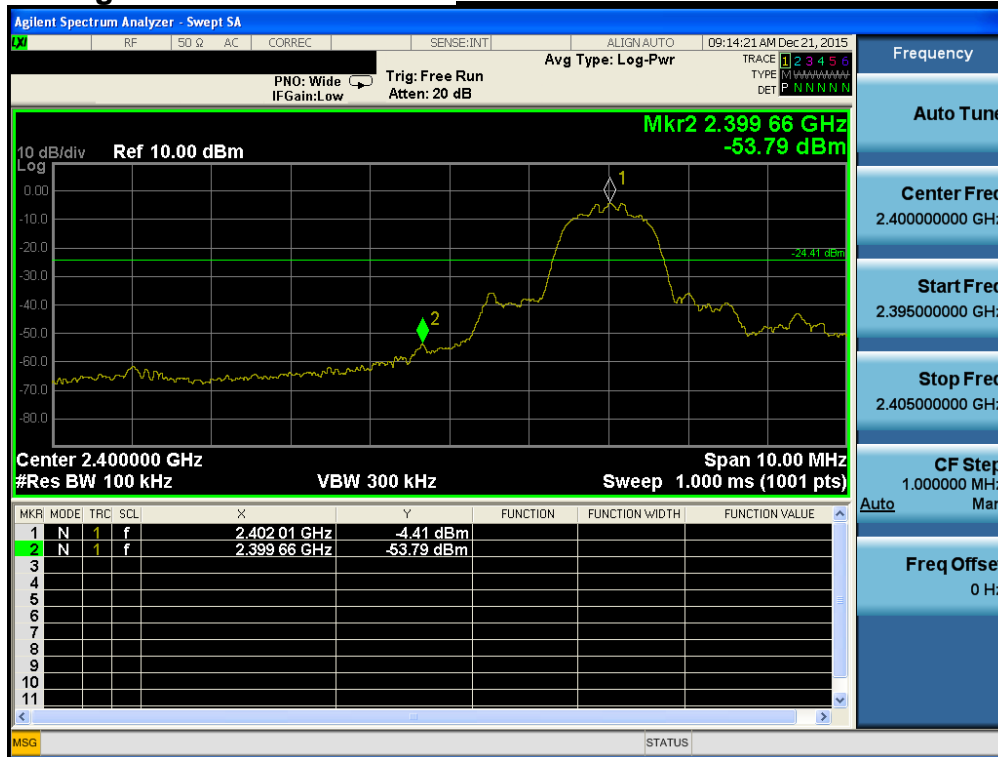 Agilent Spectrum Analyzer - Swept SA
LXI RF 50 Ω AC CORREC SENSE:INT ALIGN AUTO 09:14:21 AM Dec 21, 2015
Avg Type: Log-Pwr TRACE 1 2 3 4 5 6
PNO: Wide Trig: Free Run TYPE M
IFGain:Low Atten: 20 dB DET P N N N N N
Mkr2 2.399 66 GHz
10 dB/div Ref 10.00 dBm -53.79 dBm
Log
1
0.00
-10.0
-20.0
-24.41 dBm
-30.0
-40.0
2
-50.0
-60.0
-70.0
-80.0
Center 2.400000 GHz Span 10.00 MHz
#Res BW 100 kHz VBW 300 kHz Sweep 1.000 ms (1001 pts)
MKR MODE TRC SCL X Y FUNCTION FUNCTION WIDTH FUNCTION VALUE
1 N 1 f 2.402 01 GHz -4.41 dBm
2 N 1 f 2.399 66 GHz -53.79 dBm
3
4
5
6
7
8
9
10
11
MSG STATUS
Frequency
Auto Tune
Center Freq
2.400000000 GHz
Start Freq
2.395000000 GHz
Stop Freq
2.405000000 GHz
CF Step
1.000000 MHz
Auto Man
Freq Offset
0 Hz